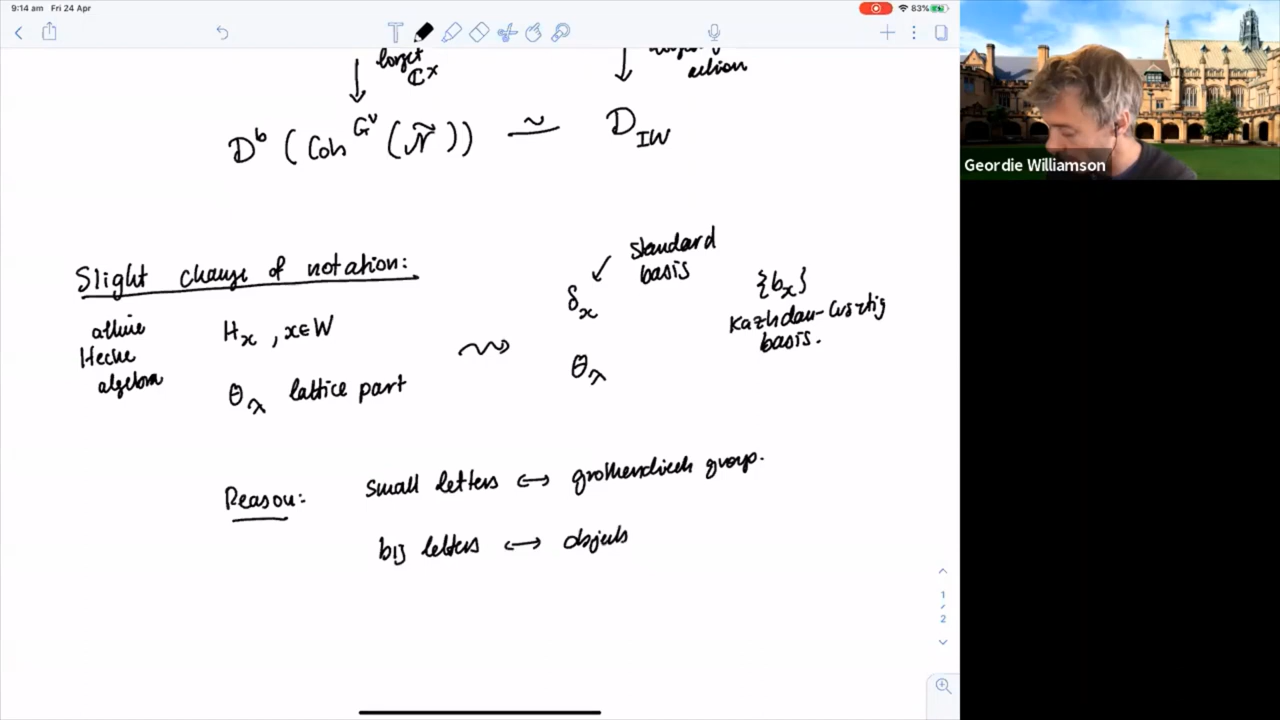 9:14 am Fri 24 Apr
83%
target
ℂ^×
action
D^b (Coh^{G^∨} (Ñ)) ≃ D_{IW}
Slight change of notation:
standard
basis
affine
Hecke
algebra
H_x , x∈W
δ_x
{b_x}
Kazhdan-Lusztig
basis.
θ_λ lattice part
θ_λ
Reason:
small letters ↔ grothendieck group.
big letters ↔ objects
Geordie Williamson
1
/
2